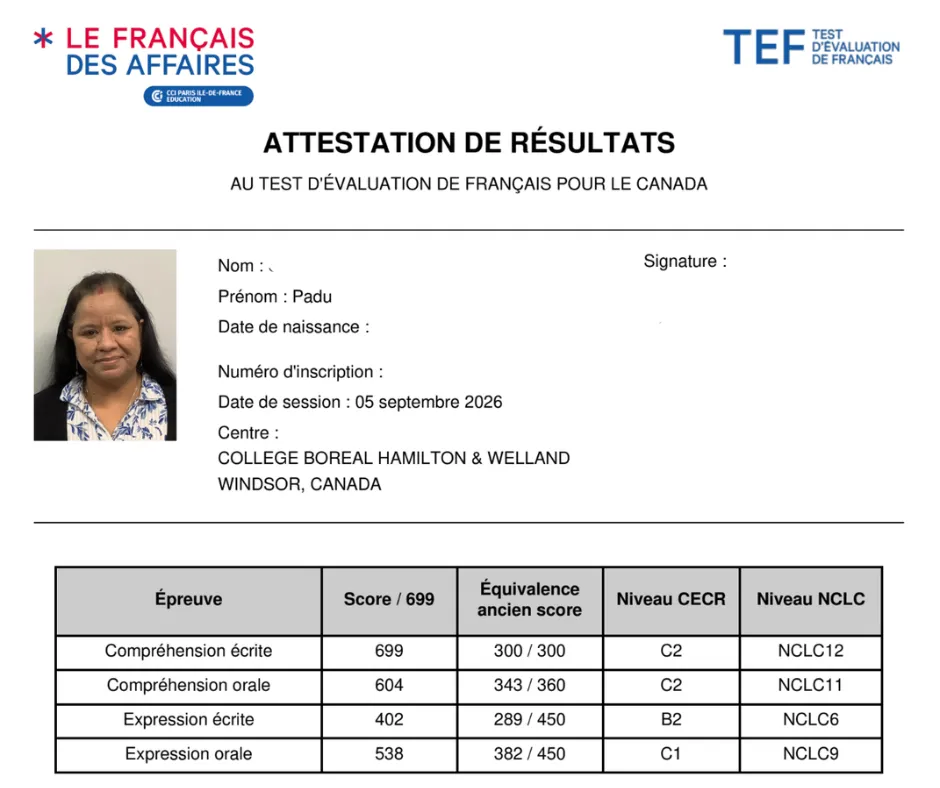 LE FRANÇAIS
DES AFFAIRES
CCI PARIS ILE-DE-FRANCE
EDUCATION
TEF TEST
D'ÉVALUATION
DE FRANÇAIS
ATTESTATION DE RÉSULTATS
AU TEST D'ÉVALUATION DE FRANÇAIS POUR LE CANADA
Nom :
Signature :
Prénom : Padu
Date de naissance :
Numéro d'inscription :
Date de session : 05 septembre 2026
Centre :
COLLEGE BOREAL HAMILTON & WELLAND
WINDSOR, CANADA
Épreuve Score / 699 Équivalence ancien score Niveau CECR Niveau NCLC
Compréhension écrite 699 300 / 300 C2 NCLC12
Compréhension orale 604 343 / 360 C2 NCLC11
Expression écrite 402 289 / 450 B2 NCLC6
Expression orale 538 382 / 450 C1 NCLC9